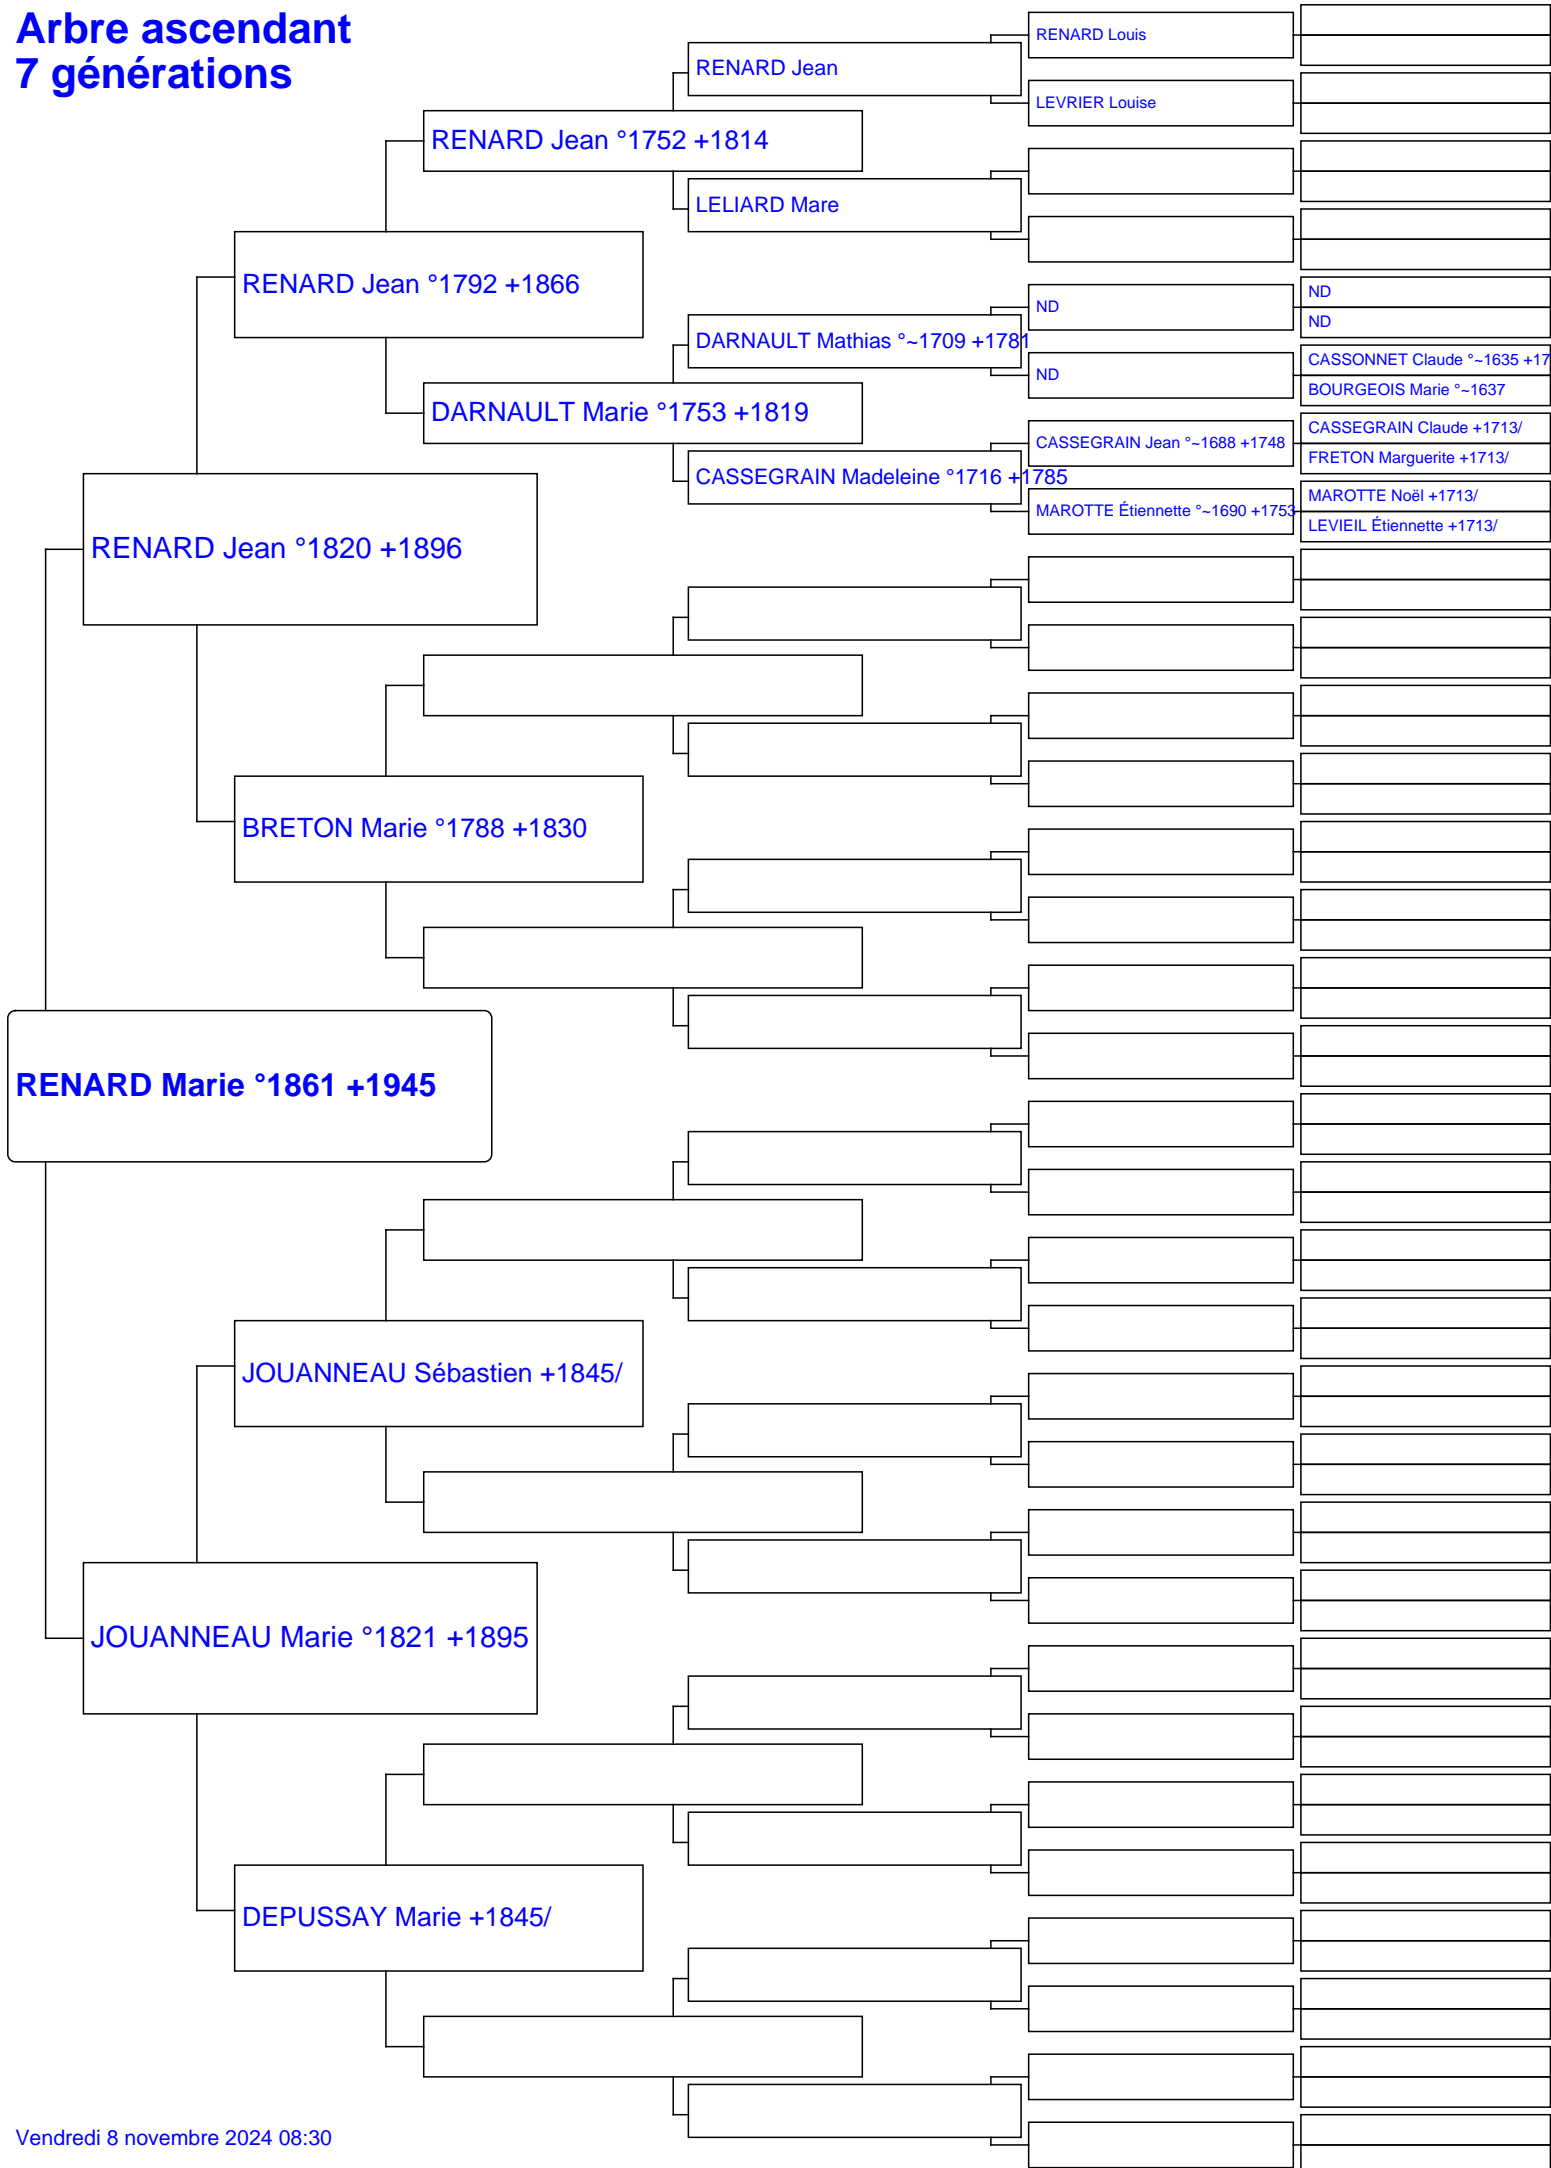 Arbre ascendant
7 générations
RENARD Louis
RENARD Jean
LEVRIER Louise
RENARD Jean °1752 +1814
LELIARD Mare
RENARD Jean °1792 +1866
ND
ND
ND
DARNAULT Mathias °~1709 +1781
ND
CASSONNET Claude °~1635 +17
BOURGEOIS Marie °~1637
DARNAULT Marie °1753 +1819
CASSEGRAIN Jean °~1688 +1748
CASSEGRAIN Claude +1713/
FRETON Marguerite +1713/
CASSEGRAIN Madeleine °1716 +1785
MAROTTE Étiennette °~1690 +1753
MAROTTE Noël +1713/
LEVIEIL Étiennette +1713/
RENARD Jean °1820 +1896
BRETON Marie °1788 +1830
RENARD Marie °1861 +1945
JOUANNEAU Sébastien +1845/
JOUANNEAU Marie °1821 +1895
DEPUSSAY Marie +1845/
Vendredi 8 novembre 2024 08:30